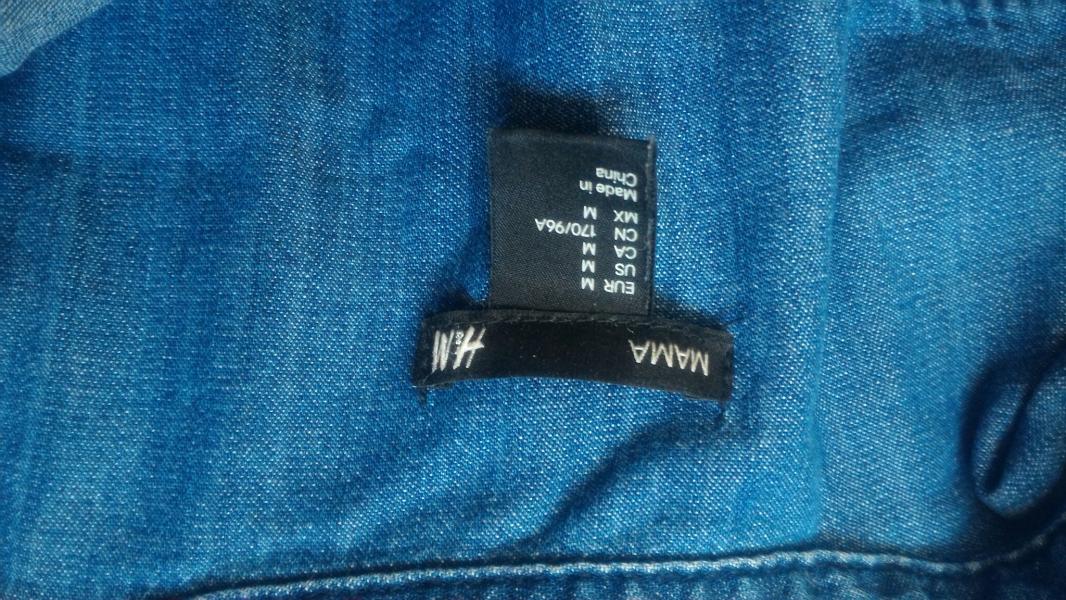 MAMA H&M
EUR M
US M
CA M
CN 170/96A
MX M
Made in
China